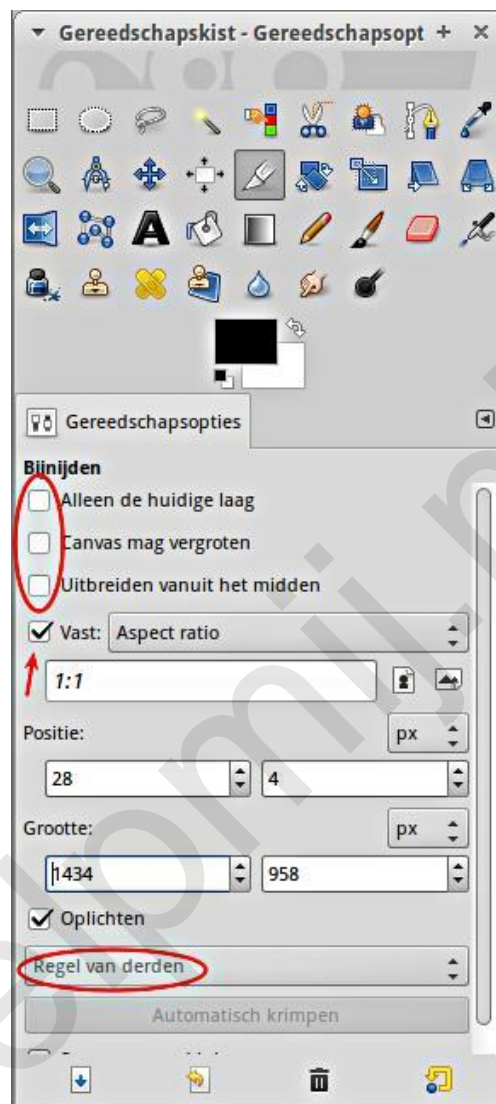 Gereedschapskist - Gereedschapsopt
Gereedschapsopties
Bijnijden
Alleen de huidige laag
Canvas mag vergroten
Uitbreiden vanuit het midden
Vast: Aspect ratio
1:1
Positie: px
28 4
Grootte: px
1434 958
Oplichten
Regel van derden
Automatisch krimpen